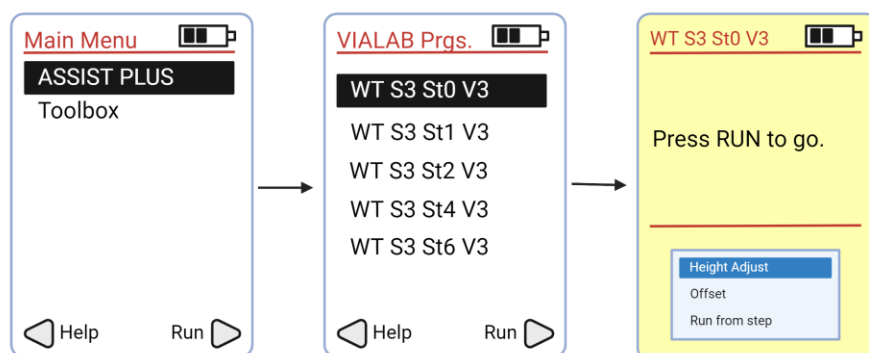 Main Menu
ASSIST PLUS
Toolbox
Help
Run
VIALAB Prgs.
WT S3 St0 V3
WT S3 St1 V3
WT S3 St2 V3
WT S3 St4 V3
WT S3 St6 V3
Help
Run
WT S3 St0 V3
Press RUN to go.
Height Adjust
Offset
Run from step